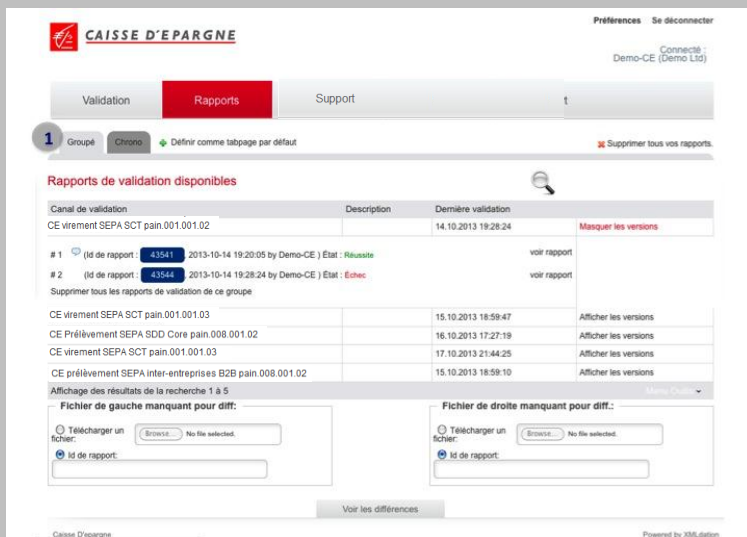 Préférences Se déconnecter
CAISSE D'EPARGNE
Connecté :
Demo-CE (Demo Ltd)
Validation Rapports Support t
1 Groupé Chrono Définir comme tabpage par défaut Supprimer tous vos rapports.
Rapports de validation disponibles
Canal de validation Description Dernière validation
CE virement SEPA SCT pain.001.001.02 14.10.2013 19:28:24 Masquer les versions
# 1 (Id de rapport : 43541 , 2013-10-14 19:20:05 by Demo-CE ) État : Réussite voir rapport
# 2 (Id de rapport : 43544 , 2013-10-14 19:28:24 by Demo-CE ) État : Echec voir rapport
Supprimer tous les rapports de validation de ce groupe
CE virement SEPA SCT pain.001.001.03 15.10.2013 18:59:47 Afficher les versions
CE Prélèvement SEPA SDD Core pain.008.001.02 16.10.2013 17:27:19 Afficher les versions
CE virement SEPA SCT pain.001.001.03 17.10.2013 21:44:25 Afficher les versions
CE prélèvement SEPA inter-entreprises B2B pain.008.001.02 15.10.2013 18:59:10 Afficher les versions
Affichage des résultats de la recherche 1 à 5 Menu Outils
Fichier de gauche manquant pour diff: Fichier de droite manquant pour diff.:
Télécharger un Browse... No file selected. Télécharger un Browse... No file selected.
fichier: fichier:
Id de rapport: Id de rapport:
Voir les différences
Caisse D'epargne Powered by XMLdation